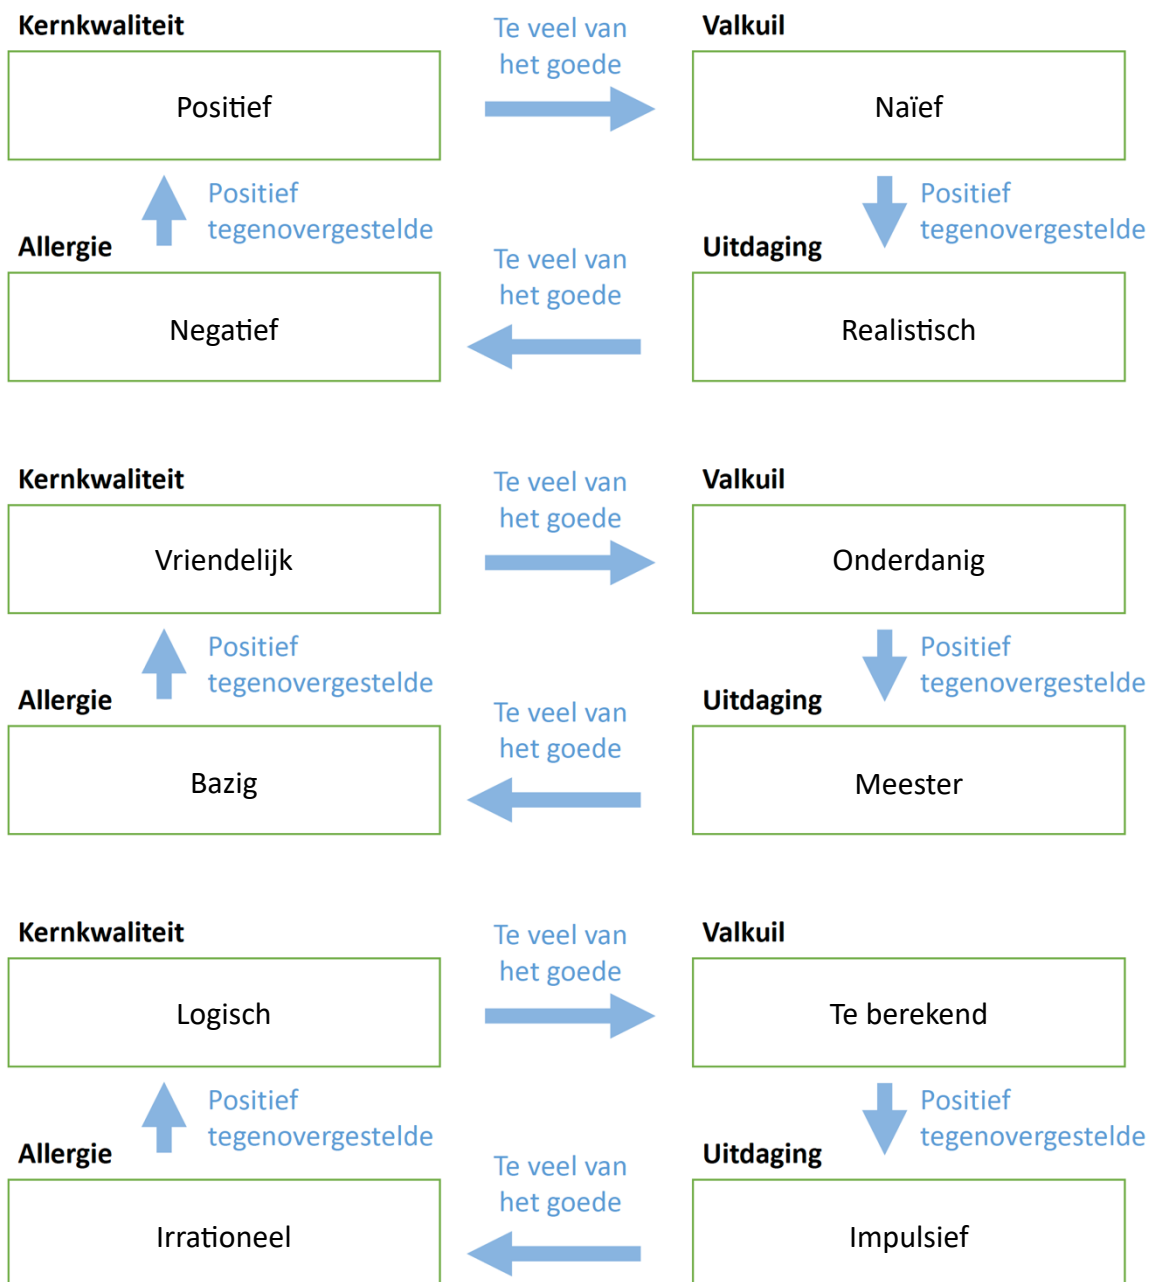 Kernkwaliteit
Te veel van
het goede
Valkuil
Positief
Naïef
Positief
tegenovergestelde
Positief
tegenovergestelde
Allergie
Te veel van
het goede
Uitdaging
Negatief
Realistisch
Kernkwaliteit
Te veel van
het goede
Valkuil
Vriendelijk
Onderdanig
Positief
tegenovergestelde
Positief
tegenovergestelde
Allergie
Te veel van
het goede
Uitdaging
Bazig
Meester
Kernkwaliteit
Te veel van
het goede
Valkuil
Logisch
Te berekend
Positief
tegenovergestelde
Positief
tegenovergestelde
Allergie
Te veel van
het goede
Uitdaging
Irrationeel
Impulsief